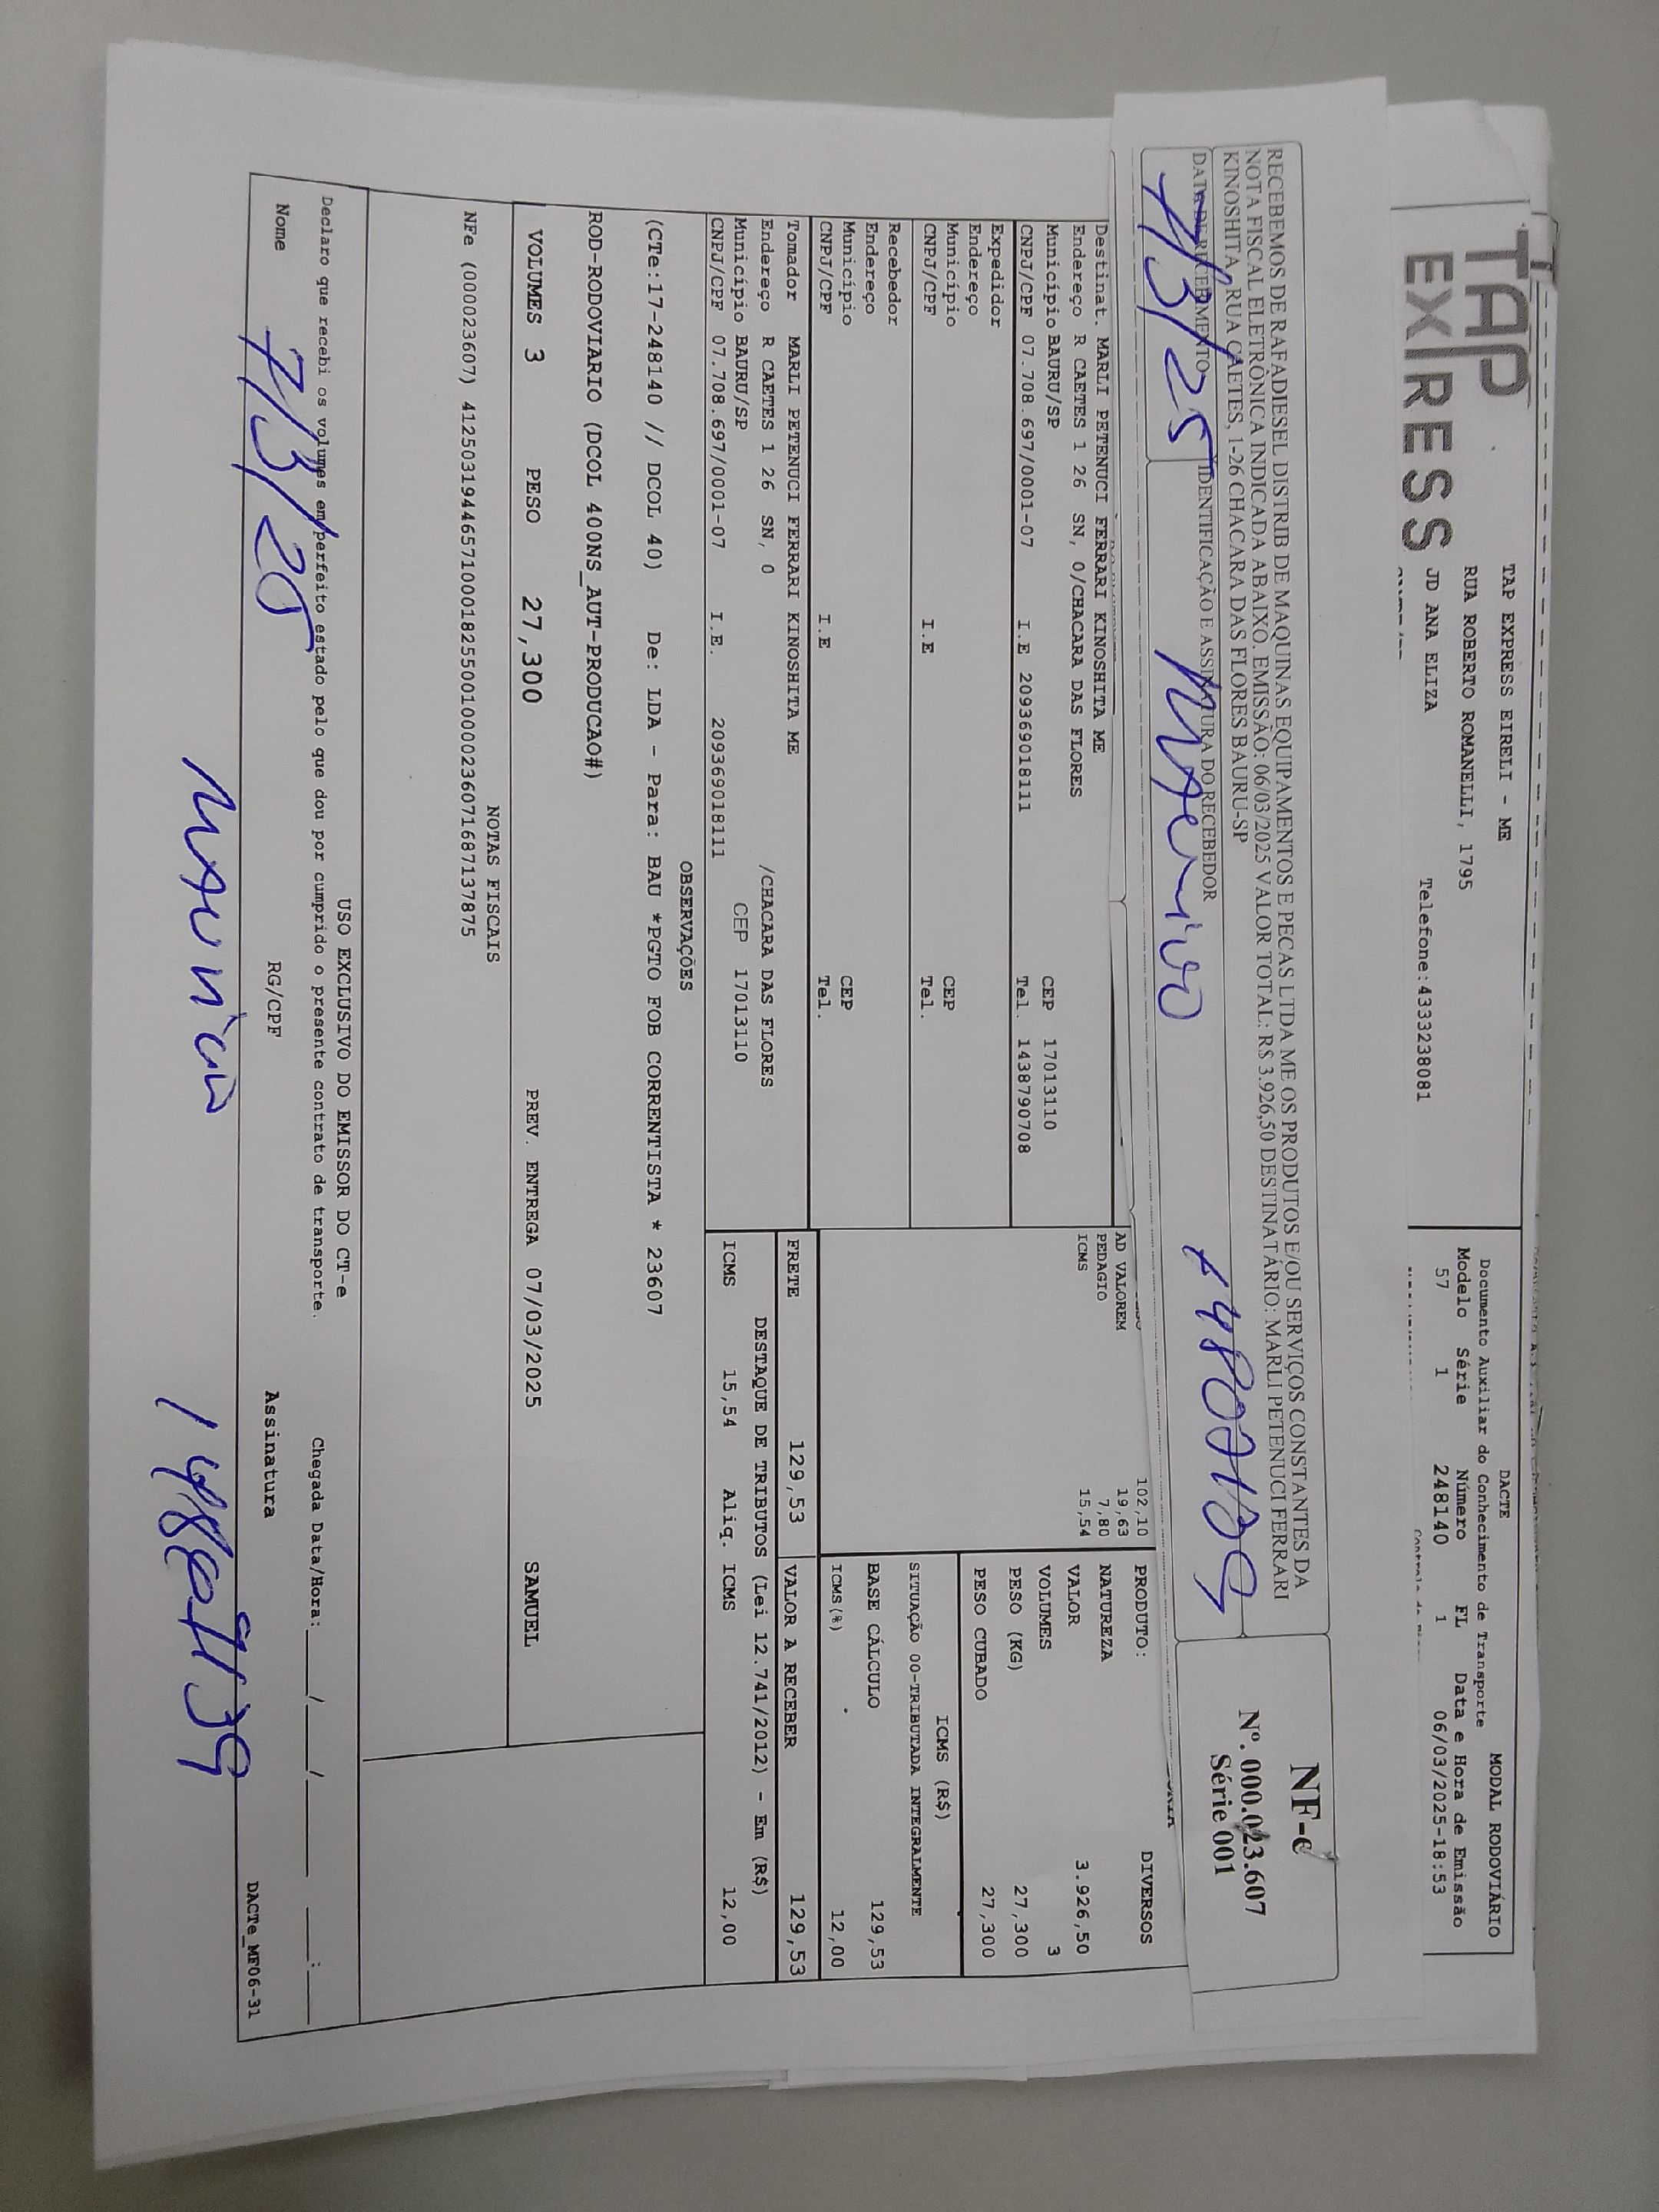 TAP
EXPRESS
TAP EXPRESS EIRELI - ME
RUA ROBERTO ROMANELLI, 1795
JD ANA ELIZA
Telefone:4333238081
DACTE
MODAL RODOVIÁRIO
Documento Auxiliar do Conhecimento de Transporte
Modelo Série Número FL Data e Hora de Emissão
57 1 248140 1 06/03/2025-18:53
RECEBEMOS DE RAFADIESEL DISTRIB DE MAQUINAS EQUIPAMENTOS E PECAS LTDA ME OS PRODUTOS E/OU SERVIÇOS CONSTANTES DA
NOTA FISCAL ELETRÔNICA INDICADA ABAIXO. EMISSÃO: 06/03/2025 VALOR TOTAL: R$ 3.926,50 DESTINATÁRIO: MARLI PETENUCI FERRARI
KINOSHITA - RUA CAETES, 1-26 CHACARA DAS FLORES BAURU-SP
DATA DE RECEBIMENTO
IDENTIFICAÇÃO E ASSINATURA DO RECEBEDOR
7/3/25
NF-e
Nº. 000.023.607
Série 001
Destinat. MARLI PETENUCI FERRARI KINOSHITA ME
Endereço R CAETES 1 26 SN, 0/CHACARA DAS FLORES
Município BAURU/SP CEP 17013110
CNPJ/CPF 07.708.697/0001-07 I.E 209369018111 Tel. 1438790708
Expedidor
Endereço
Município CEP
CNPJ/CPF I.E Tel.
Recebedor
Endereço
Município CEP
CNPJ/CPF I.E Tel.
102,10
AD VALOREM 19,63
PEDAGIO 7,80
ICMS 15,54
PRODUTO: DIVERSOS
NATUREZA
VALOR 3.926,50
VOLUMES 3
PESO (KG) 27,300
PESO CUBADO 27,300
ICMS (R$)
SITUAÇÃO 00-TRIBUTADA INTEGRALMENTE
BASE CÁLCULO 129,53
ICMS(%) 12,00
Tomador MARLI PETENUCI FERRARI KINOSHITA ME
Endereço R CAETES 1 26 SN, 0 /CHACARA DAS FLORES
Município BAURU/SP CEP 17013110
CNPJ/CPF 07.708.697/0001-07 I.E. 209369018111
FRETE 129,53 VALOR A RECEBER 129,53
DESTAQUE DE TRIBUTOS (Lei 12.741/2012) - Em (R$)
ICMS 15,54 Aliq. ICMS 12,00
OBSERVAÇÕES
(CTe:17-248140 // DCOL 40) De: LDA - Para: BAU *PGTO FOB CORRENTISTA * 23607
ROD-RODOVIARIO (DCOL 400NS_AUT-PRODUCAO#)
VOLUMES 3 PESO 27,300 PREV. ENTREGA 07/03/2025 SAMUEL
NOTAS FISCAIS
NFe (000023607) 41250319446571000182550010000236071687137875
USO EXCLUSIVO DO EMISSOR DO CT-e
Declaro que recebi os volumes em perfeito estado pelo que dou por cumprido o presente contrato de transporte. Chegada Data/Hora:___/___/____ __:__
Nome RG/CPF Assinatura
7/3/25
DACTe_MF06-31